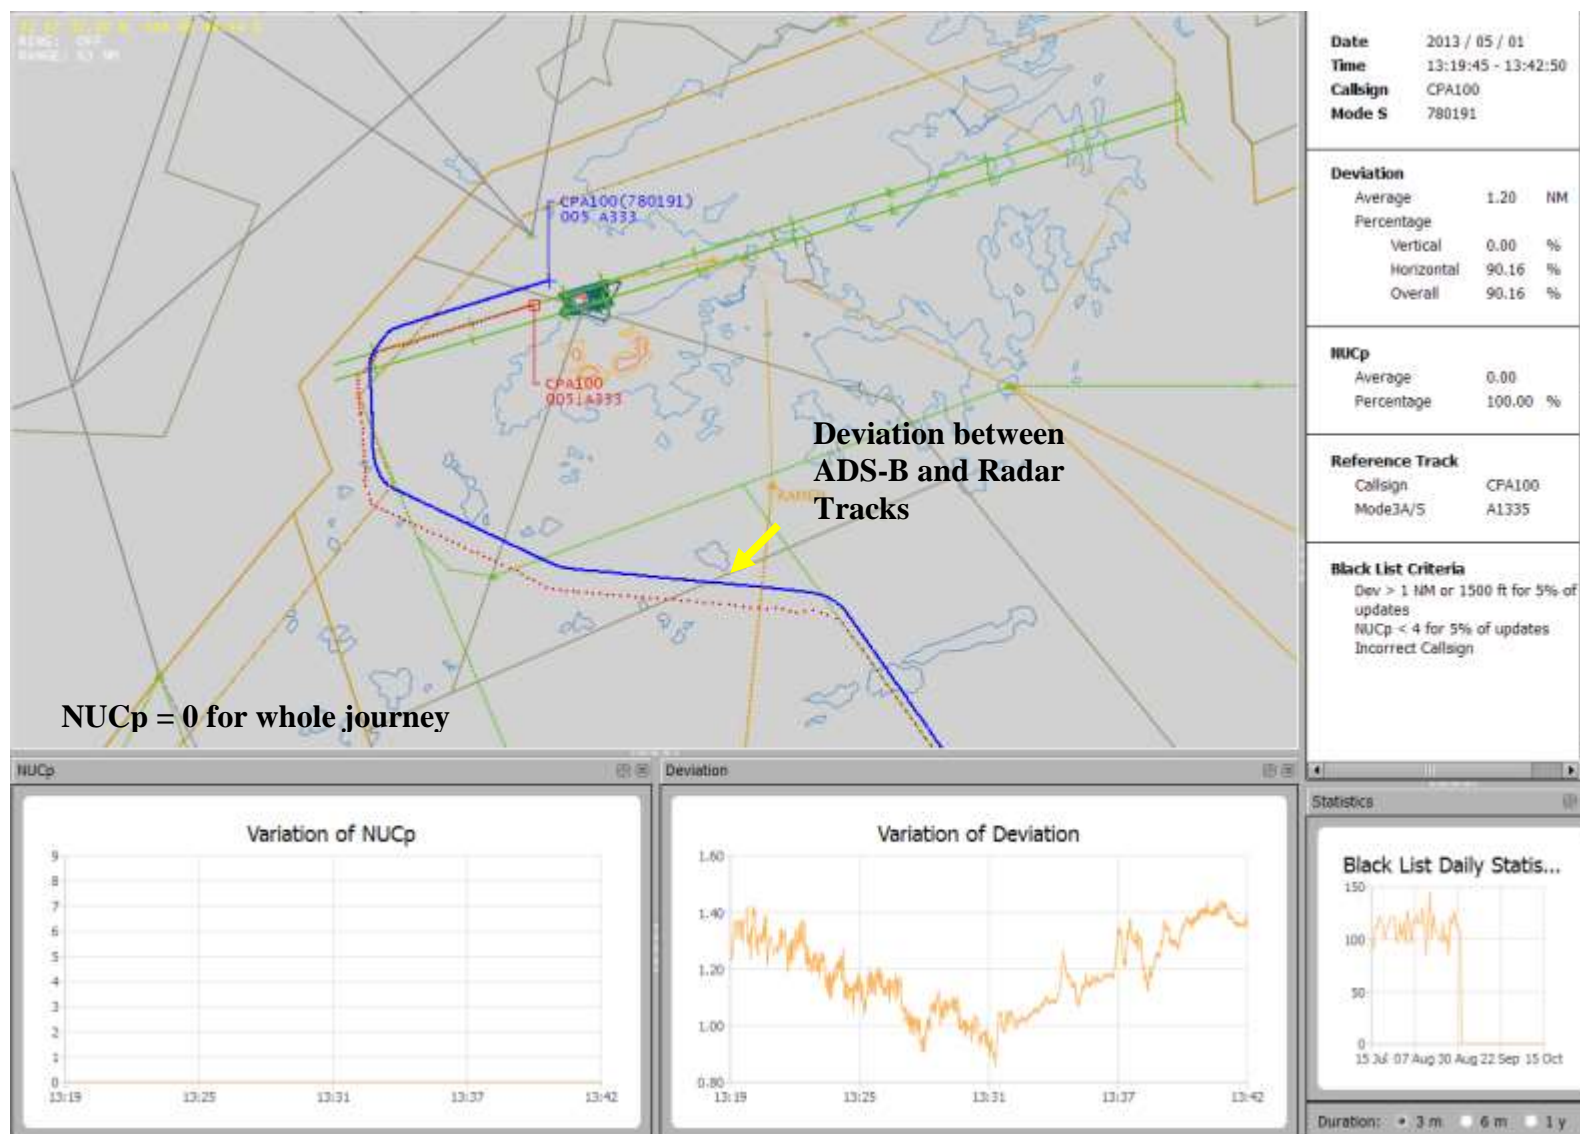 RING: OFF
CPA100(780191)
005 A333
CPA100
005 A333
Deviation between
ADS-B and Radar
Tracks
NUCp = 0 for whole journey
Date 2013 / 05 / 01
Time 13:19:45 - 13:42:50
Callsign CPA100
Mode S 780191
Deviation
Average 1.20 NM
Percentage
Vertical 0.00 %
Horizontal 90.16 %
Overall 90.16 %
NUCp
Average 0.00
Percentage 100.00 %
Reference Track
Callsign CPA100
Mode3A/S A1335
Black List Criteria
Dev > 1 NM or 1500 ft for 5% of
updates
NUCp < 4 for 5% of updates
Incorrect Callsign
NUCp
Variation of NUCp
9
8
7
6
5
4
3
2
1
0
13:19 13:25 13:31 13:37 13:42
Deviation
Variation of Deviation
1.60
1.40
1.20
1.00
0.80
13:19 13:25 13:31 13:37 13:42
Statistics
Black List Daily Statis...
150
100
50
0
15 Jul 07 Aug 30 Aug 22 Sep 15 Oct
Duration: 3 m 6 m 1 y